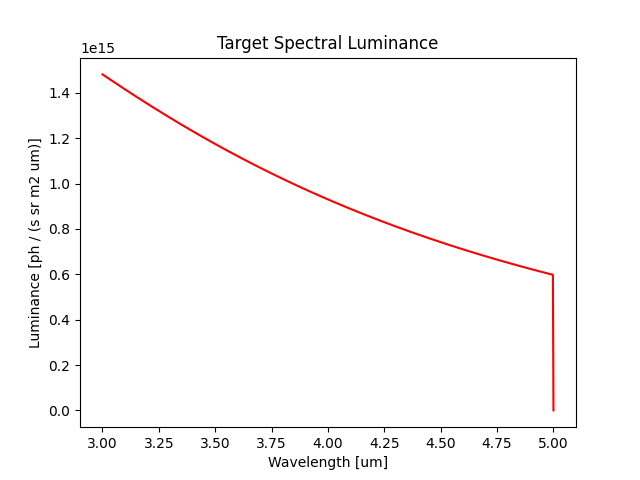 Target Spectral Luminance
1e15
1.4
1.2
1.0
0.8
0.6
0.4
0.2
0.0
Luminance [ph / (s sr m2 um)]
3.00 3.25 3.50 3.75 4.00 4.25 4.50 4.75 5.00
Wavelength [um]